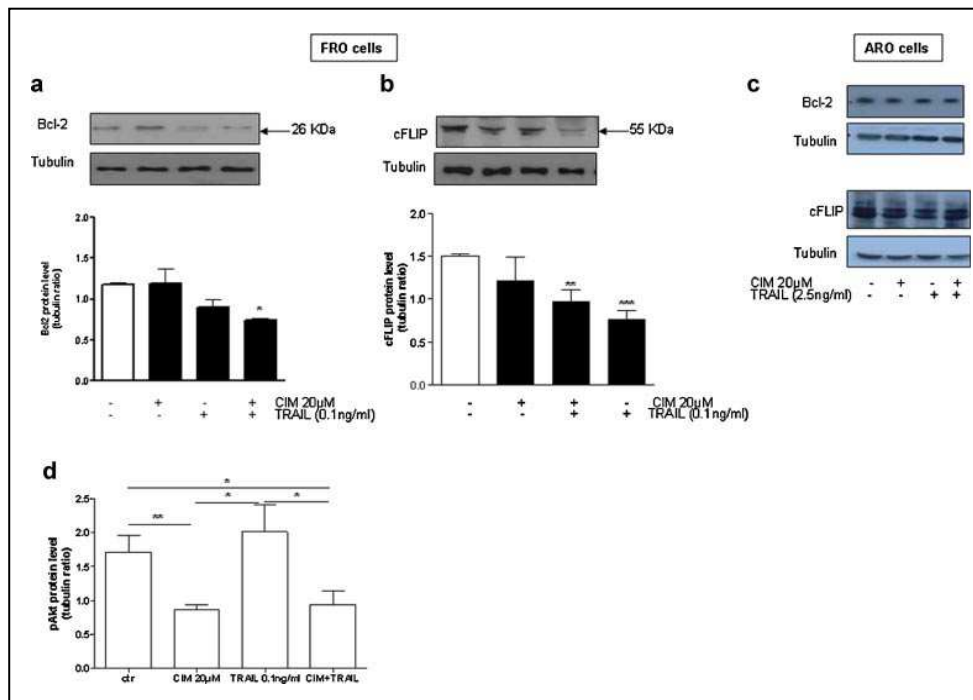 FRO cells
ARO cells
a
Bcl-2
26 KDa
Tubulin
2.0
1.5
1.0
0.5
0.0
Bcl2 protein level
(tubulin ratio)
*
- + - + CIM 20µM
- - + + TRAIL (0.1ng/ml)
b
cFLIP
55 KDa
Tubulin
2.0
1.5
1.0
0.5
0.0
cFLIP protein level
(tubulin ratio)
**
***
- + + - CIM 20µM
- - + + TRAIL (0.1ng/ml)
c
Bcl-2
Tubulin
cFLIP
Tubulin
CIM 20µM - + - +
TRAIL (2.5ng/ml) - - + +
d
2.5
2.0
1.5
1.0
0.5
0.0
pAkt protein level
(tubulin ratio)
*
* *
**
ctr CIM 20µM TRAIL 0.1ng/ml CIM+TRAIL